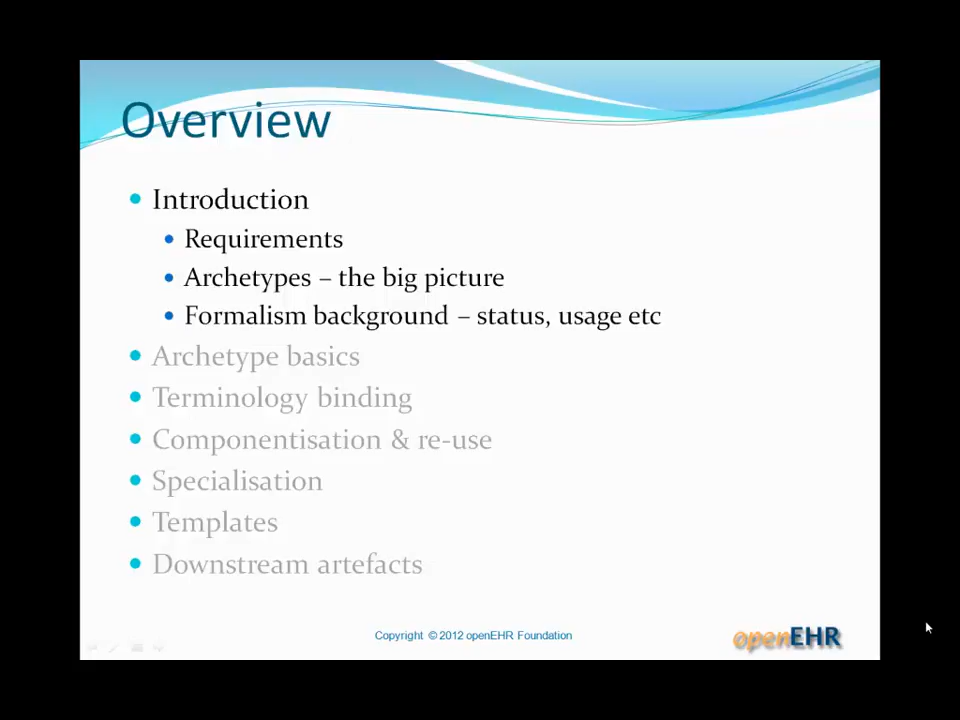 Overview
Introduction
Requirements
Archetypes – the big picture
Formalism background – status, usage etc
Archetype basics
Terminology binding
Componentisation & re-use
Specialisation
Templates
Downstream artefacts
Copyright © 2012 openEHR Foundation
openEHR